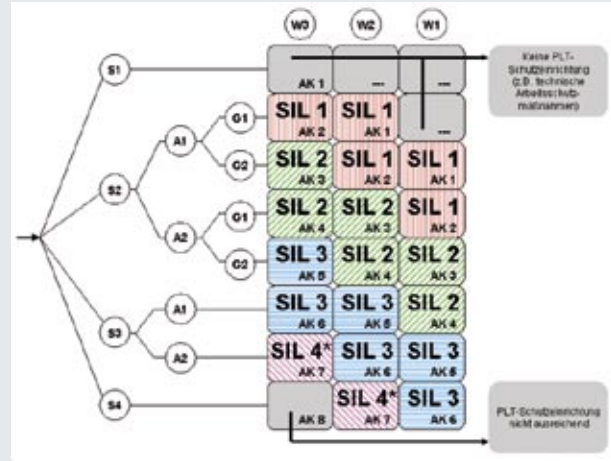 W3 W2 W1
S1
AK 1 --- ---
Keine PLT-
Schutzeinrichtung
(z.B. technische
Arbeitsschutz-
maßnahmen)
A1 G1
SIL 1 SIL 1 ---
AK 2 AK 1
G2
SIL 2 SIL 1 SIL 1
AK 3 AK 2 AK 1
S2
A2 G1
SIL 2 SIL 2 SIL 1
AK 4 AK 3 AK 2
G2
SIL 3 SIL 2 SIL 2
AK 5 AK 4 AK 3
S3
A1
SIL 3 SIL 3 SIL 2
AK 6 AK 5 AK 4
A2
SIL 4* SIL 3 SIL 3
AK 7 AK 6 AK 5
S4
SIL 4* SIL 3
AK 8 AK 7 AK 6
PLT-Schutzeinrichtung
nicht ausreichend